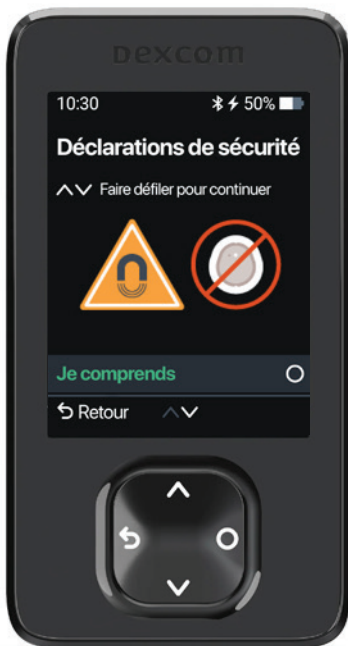 Dexcom
10:30 50%
Déclarations de sécurité
Faire défiler pour continuer
Je comprends
Retour